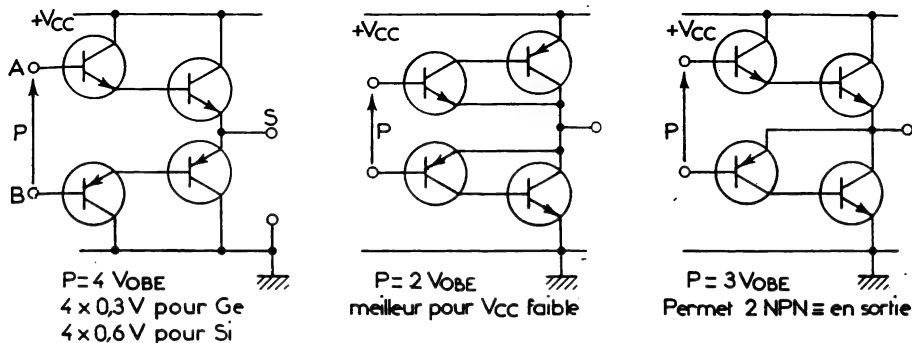 +VCC
A
P
S
B
P = 4 VOBE
4 x 0,3 V pour Ge
4 x 0,6 V pour Si
+VCC
P
P = 2 VOBE
meilleur pour VCC faible
+VCC
P
P = 3 VOBE
Permet 2 NPN ≡ en sortie